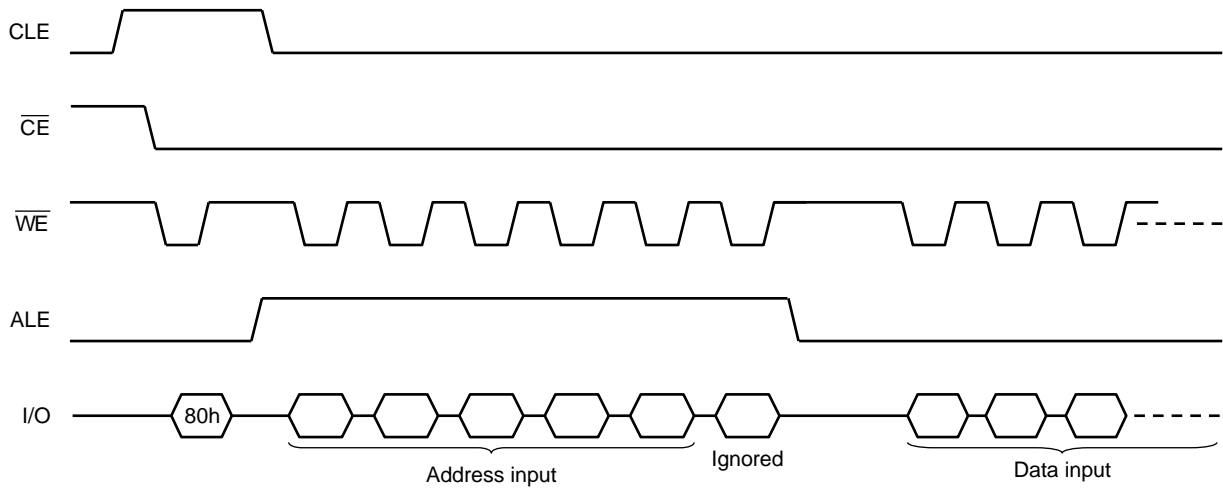 CLE
CE
WE
ALE
I/O
80h
Address input
Ignored
Data input